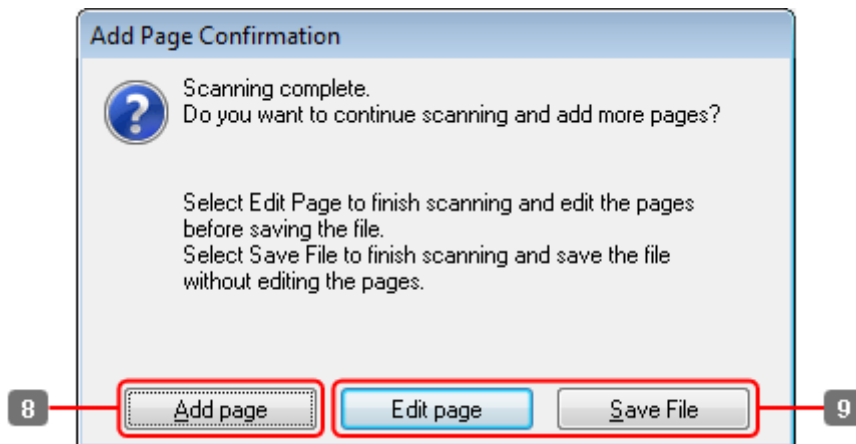 Add Page Confirmation
Scanning complete.
Do you want to continue scanning and add more pages?
Select Edit Page to finish scanning and edit the pages
before saving the file.
Select Save File to finish scanning and save the file
without editing the pages.
8 Add page Edit page Save File 9